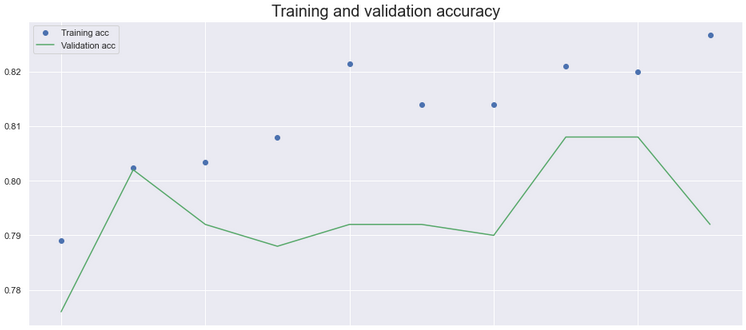 Training and validation accuracy
Training acc
Validation acc
0.82
0.81
0.80
0.79
0.78